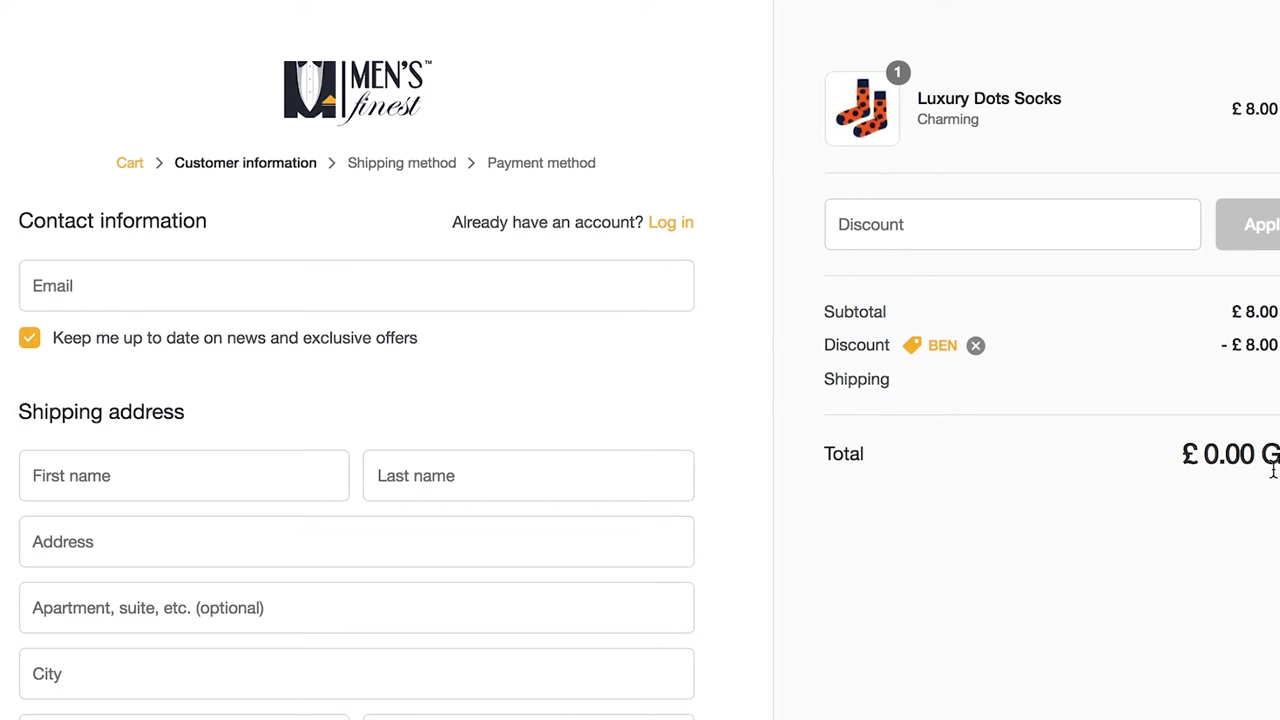 MEN'S™
finest
Cart > Customer information > Shipping method > Payment method
Contact information
Already have an account? Log in
Email
Keep me up to date on news and exclusive offers
Shipping address
First name
Last name
Address
Apartment, suite, etc. (optional)
City
1
Luxury Dots Socks
Charming
£ 8.00
Discount
Appl
Subtotal
£ 8.00
Discount BEN
- £ 8.00
Shipping
Total
£ 0.00 G